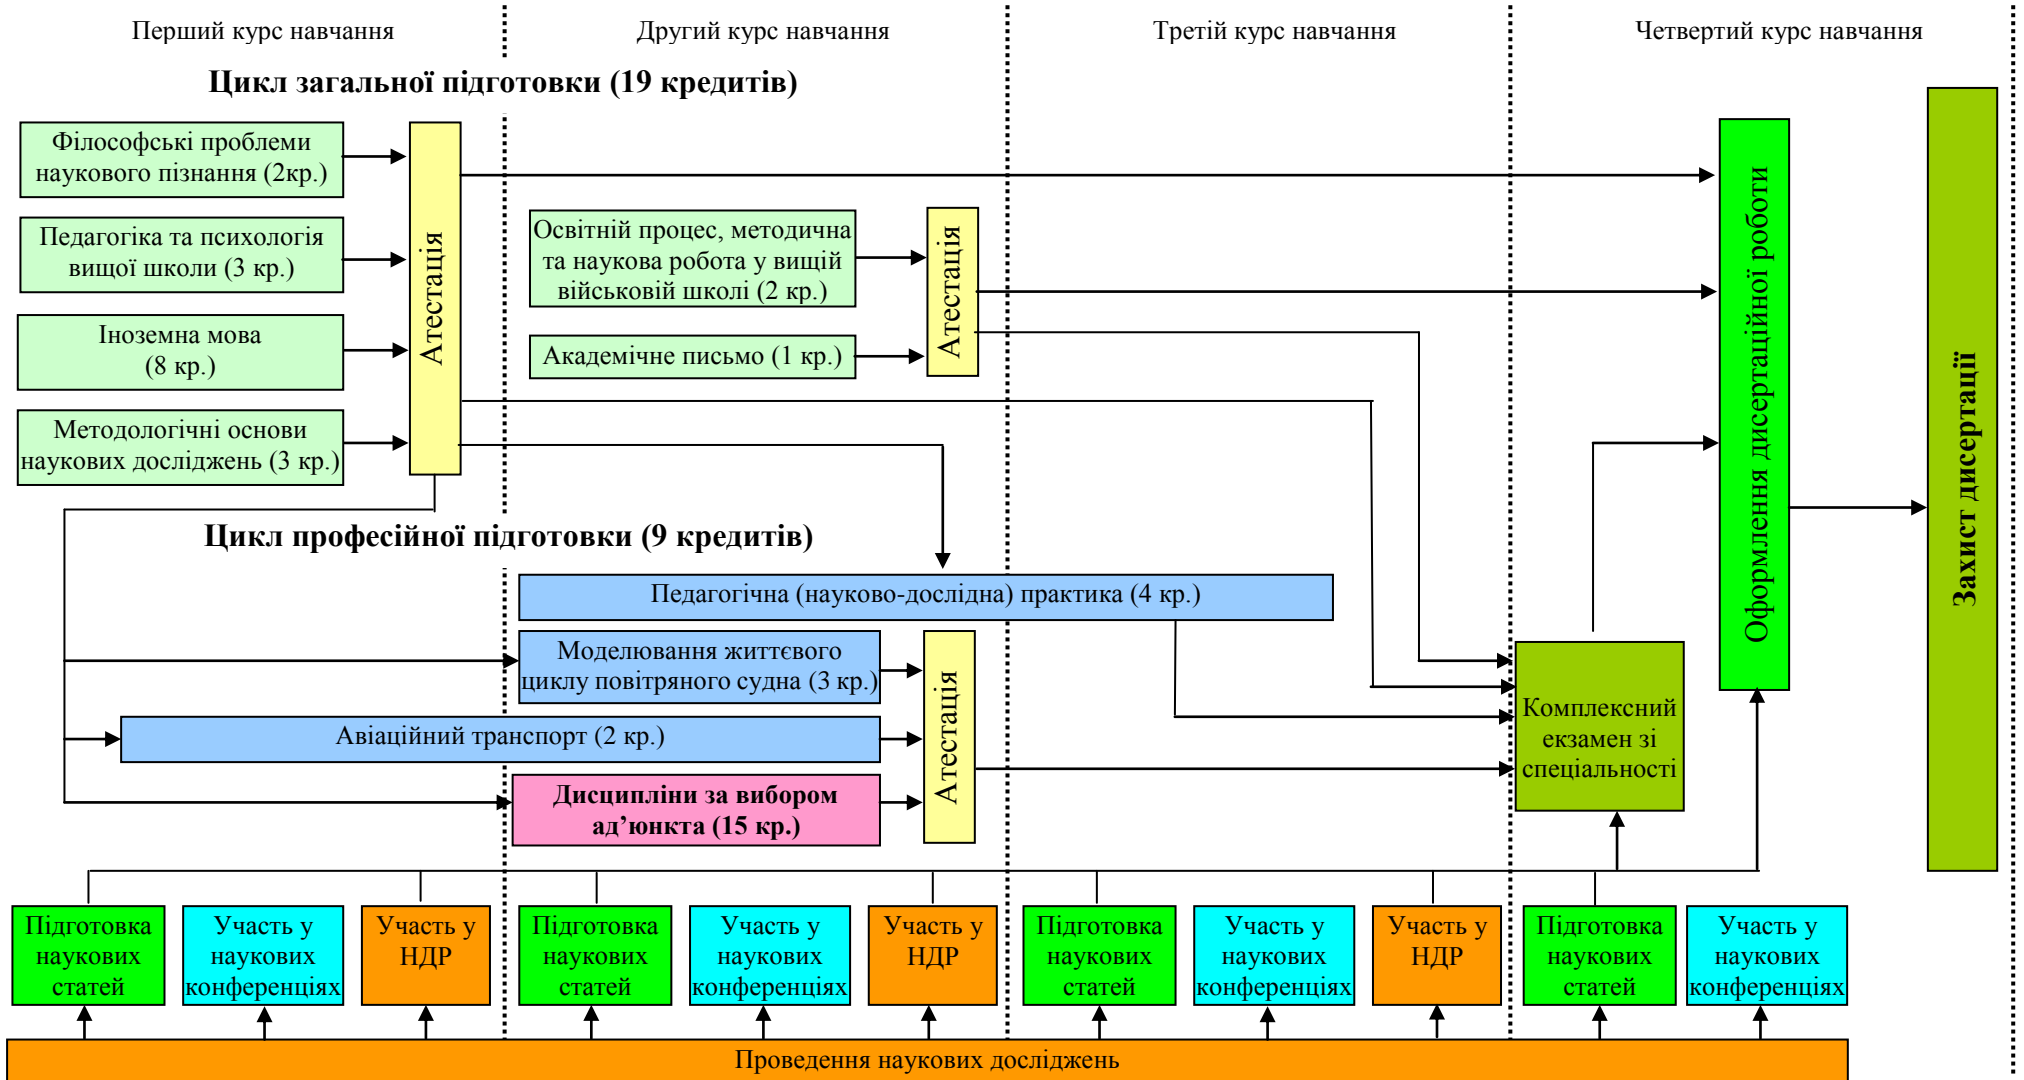 Перший курс навчання
Другий курс навчання
Третій курс навчання
Четвертий курс навчання
Цикл загальної підготовки (19 кредитів)
Філософські проблеми
наукового пізнання (2кр.)
Педагогіка та психологія
вищої школи (3 кр.)
Іноземна мова
(8 кр.)
Методологічні основи
наукових досліджень (3 кр.)
Атестація
Освітній процес, методична
та наукова робота у вищій
військовій школі (2 кр.)
Академічне письмо (1 кр.)
Атестація
Оформлення дисертаційної роботи
Захист дисертації
Цикл професійної підготовки (9 кредитів)
Педагогічна (науково-дослідна) практика (4 кр.)
Моделювання життєвого
циклу повітряного судна (3 кр.)
Авіаційний транспорт (2 кр.)
Дисципліни за вибором
ад’юнкта (15 кр.)
Атестація
Комплексний
екзамен зі
спеціальності
Підготовка
наукових
статей
Участь у
наукових
конференціях
Участь у
НДР
Підготовка
наукових
статей
Участь у
наукових
конференціях
Участь у
НДР
Підготовка
наукових
статей
Участь у
наукових
конференціях
Участь у
НДР
Підготовка
наукових
статей
Участь у
наукових
конференціях
Проведення наукових досліджень